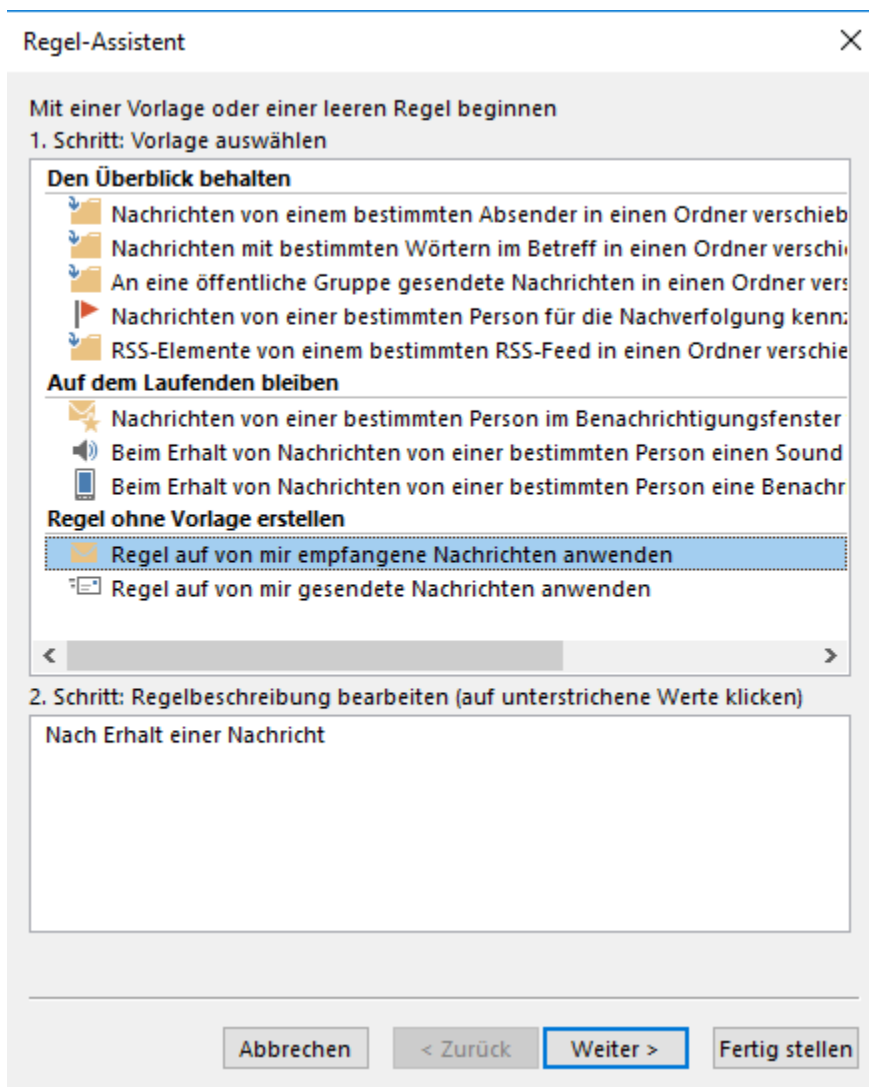 Regel-Assistent
Mit einer Vorlage oder einer leeren Regel beginnen
1. Schritt: Vorlage auswählen
Den Überblick behalten
Nachrichten von einem bestimmten Absender in einen Ordner verschieb
Nachrichten mit bestimmten Wörtern im Betreff in einen Ordner verschi
An eine öffentliche Gruppe gesendete Nachrichten in einen Ordner vers
Nachrichten von einer bestimmten Person für die Nachverfolgung kennz
RSS-Elemente von einem bestimmten RSS-Feed in einen Ordner verschie
Auf dem Laufenden bleiben
Nachrichten von einer bestimmten Person im Benachrichtigungsfenster
Beim Erhalt von Nachrichten von einer bestimmten Person einen Sound
Beim Erhalt von Nachrichten von einer bestimmten Person eine Benachr
Regel ohne Vorlage erstellen
Regel auf von mir empfangene Nachrichten anwenden
Regel auf von mir gesendete Nachrichten anwenden
2. Schritt: Regelbeschreibung bearbeiten (auf unterstrichene Werte klicken)
Nach Erhalt einer Nachricht
Abbrechen < Zurück Weiter > Fertig stellen